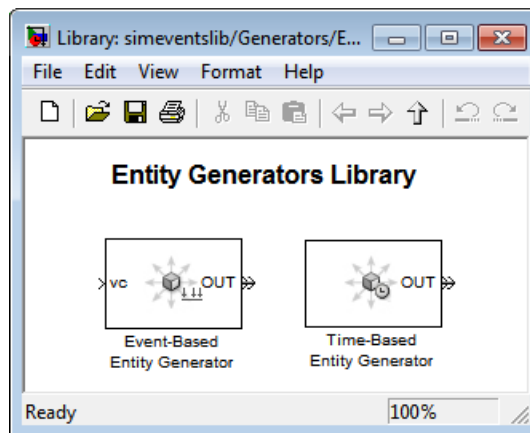 Library: simeventslib/Generators/E...
File Edit View Format Help
Entity Generators Library
vc OUT
OUT
Event-Based
Entity Generator
Time-Based
Entity Generator
Ready 100%